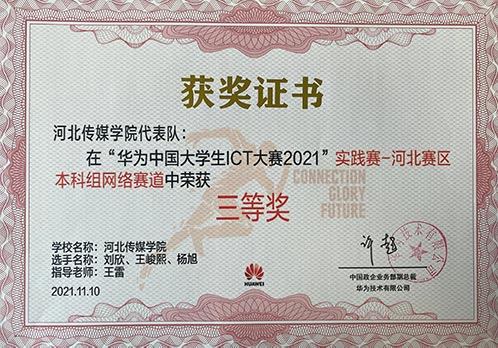 获奖证书
河北传媒学院代表队：
在“华为中国大学生ICT大赛2021”实践赛-河北赛区
本科组网络赛道中荣获
CONNECTION
GLORY
FUTURE
三等奖
学校名称：河北传媒学院
选手名称：刘欣、王峻熙、杨旭
指导老师：王雷
2021.11.10
HUAWEI
中国政企业务部副总裁
华为技术有限公司